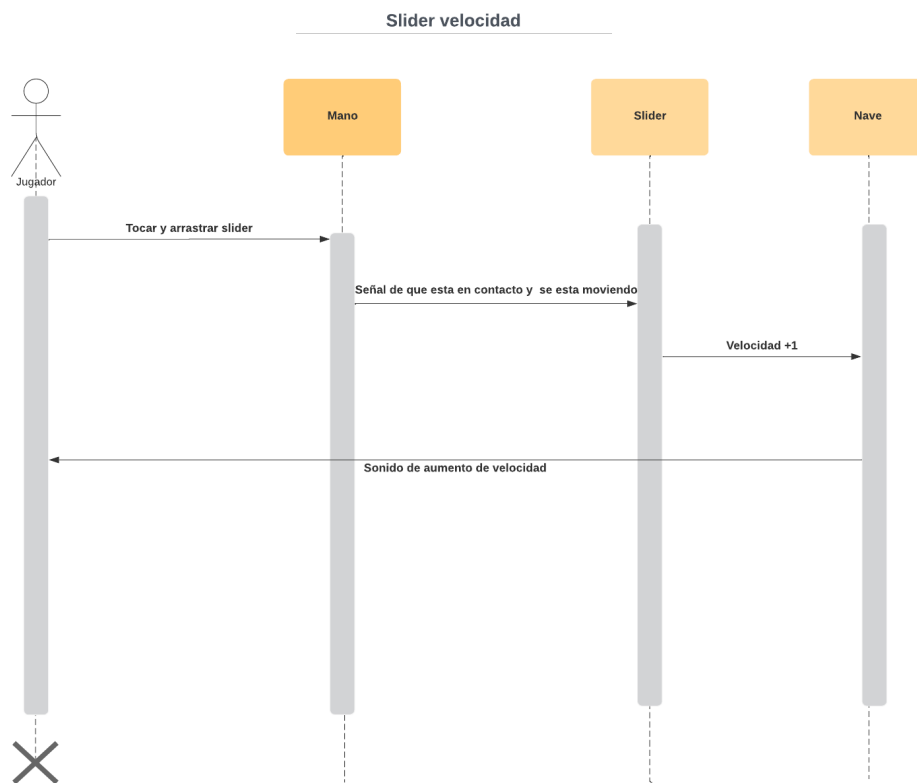 Slider velocidad
Mano
Slider
Nave
Jugador
Tocar y arrastrar slider
Señal de que esta en contacto y  se esta moviendo
Velocidad +1
Sonido de aumento de velocidad